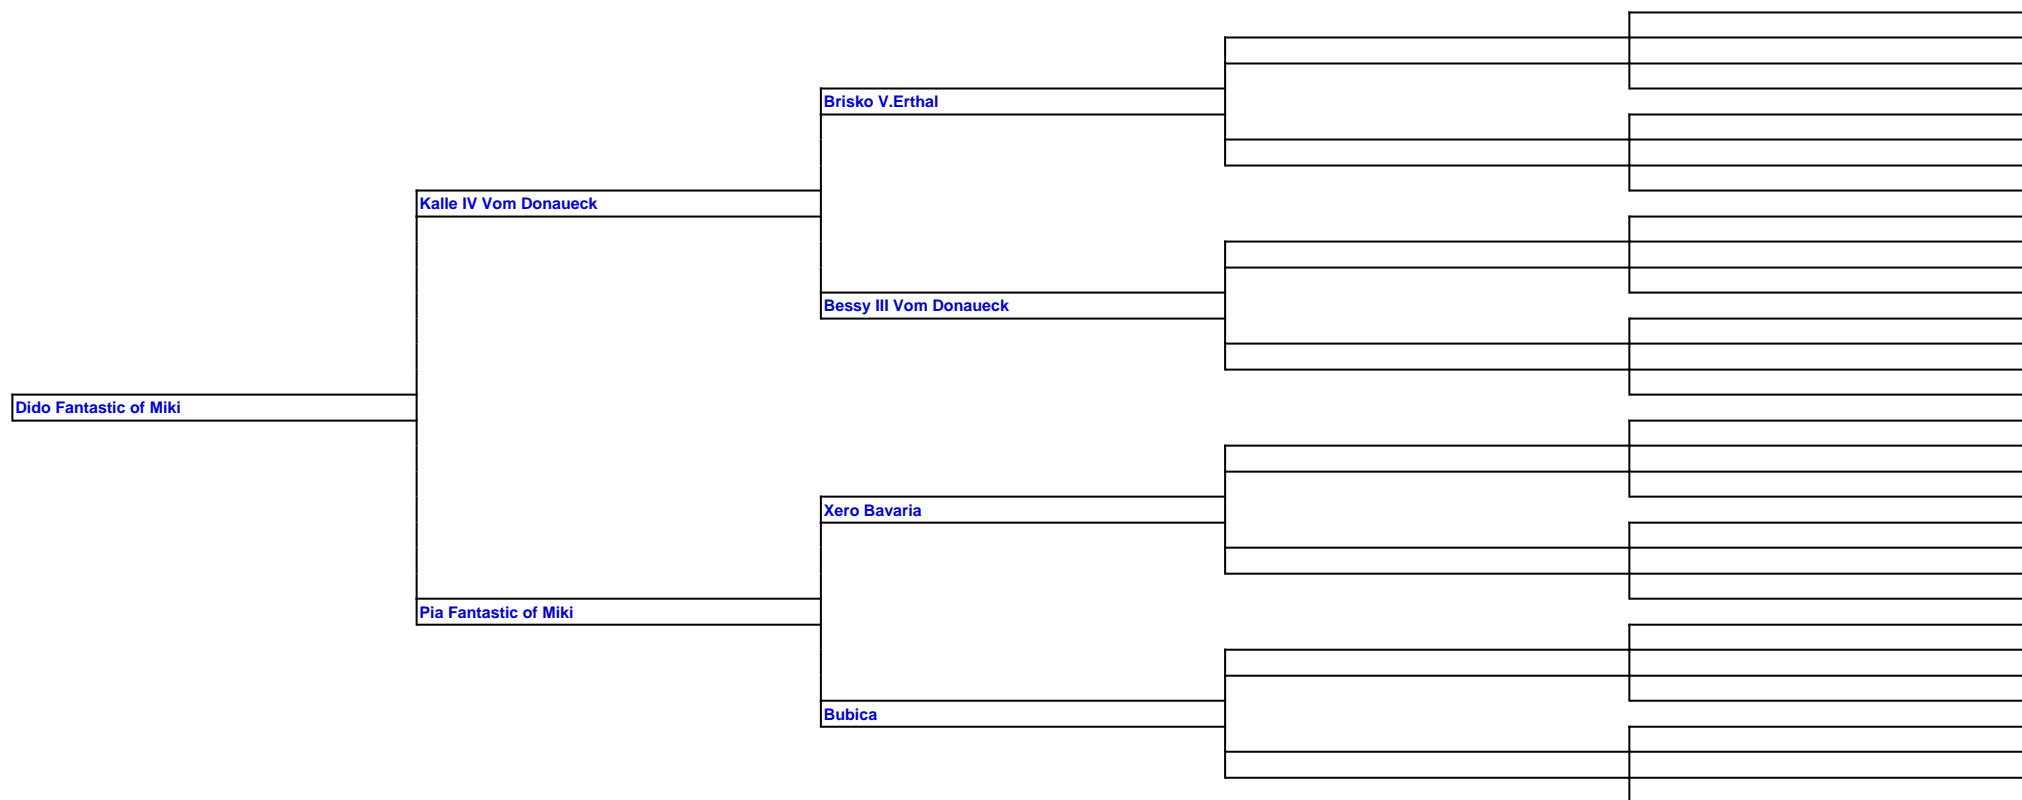 Brisko V.Erthal
Kalle IV Vom Donaueck
Bessy III Vom Donaueck
Dido Fantastic of Miki
Xero Bavaria
Pia Fantastic of Miki
Bubica